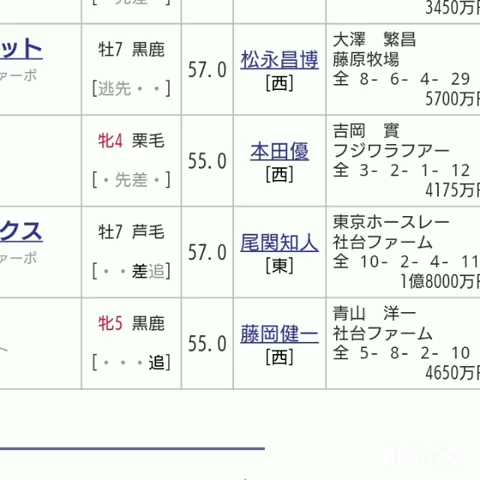 3450万円
ット
ァーボ
牡7 黒鹿
[逃先・・]
57.0
松永昌博
[西]
大澤 繁昌
藤原牧場
全 8- 6- 4- 29
5700万円
牝4 栗毛
[・先差・]
55.0
本田優
[西]
吉岡 實
フジワラフアー
全 3- 2- 1- 12
4175万円
クス
ァーボ
牡7 芦毛
[・・差追]
57.0
尾関知人
[東]
東京ホースレー
社台ファーム
全 10- 2- 4- 11
1億8000万円
牝5 黒鹿
[・・・追]
55.0
藤岡健一
[西]
青山 洋一
社台ファーム
全 5- 8- 2- 10
4650万円